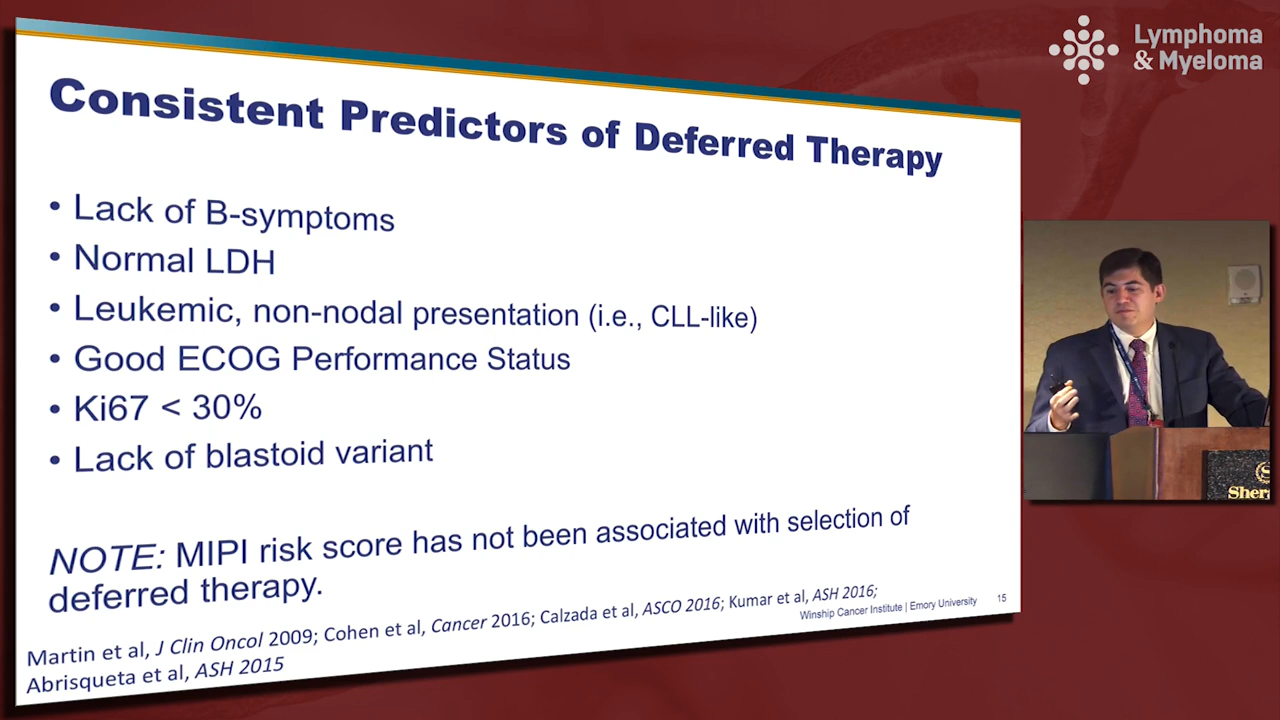 Lymphoma
& Myeloma
Consistent Predictors of Deferred Therapy
• Lack of B-symptoms
• Normal LDH
• Leukemic, non-nodal presentation (i.e., CLL-like)
• Good ECOG Performance Status
• Ki67 < 30%
• Lack of blastoid variant
NOTE: MIPI risk score has not been associated with selection of
deferred therapy.
Winship Cancer Institute | Emory University 15
Martin et al, J Clin Oncol 2009; Cohen et al, Cancer 2016; Calzada et al, ASCO 2016; Kumar et al, ASH 2016;
Abrisqueta et al, ASH 2015